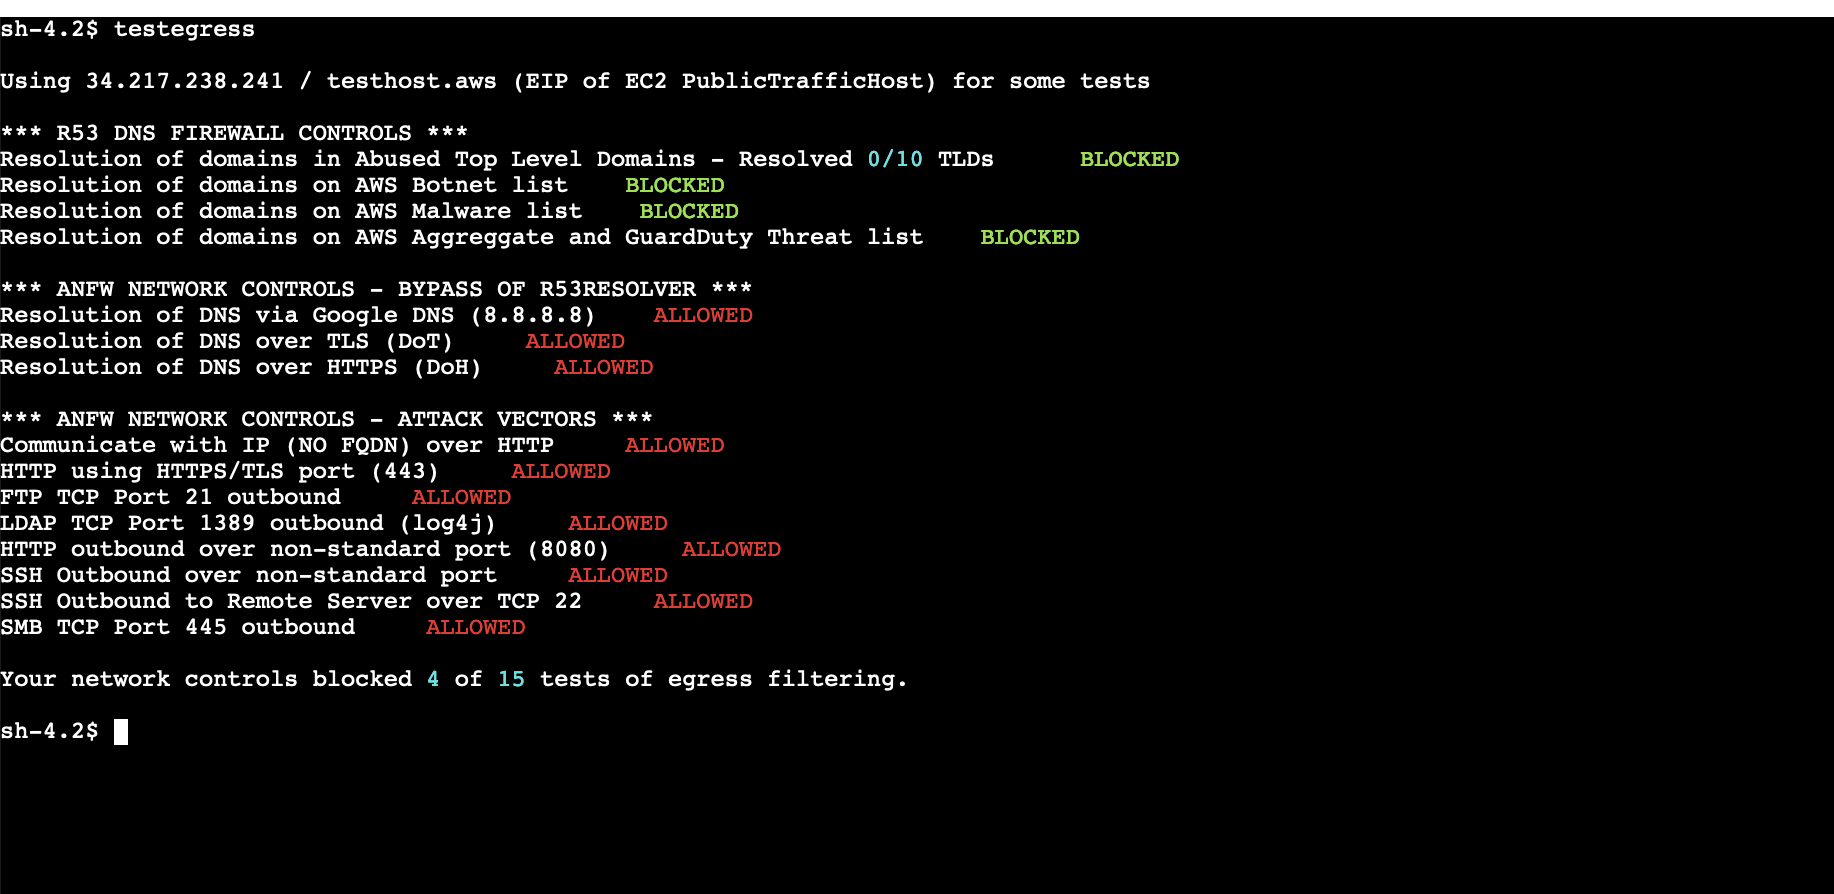 sh-4.2$ testegress
Using 34.217.238.241 / testhost.aws (EIP of EC2 PublicTrafficHost) for some tests
*** R53 DNS FIREWALL CONTROLS ***
Resolution of domains in Abused Top Level Domains - Resolved 0/10 TLDs BLOCKED
Resolution of domains on AWS Botnet list BLOCKED
Resolution of domains on AWS Malware list BLOCKED
Resolution of domains on AWS Aggreggate and GuardDuty Threat list BLOCKED
*** ANFW NETWORK CONTROLS - BYPASS OF R53RESOLVER ***
Resolution of DNS via Google DNS (8.8.8.8) ALLOWED
Resolution of DNS over TLS (DoT) ALLOWED
Resolution of DNS over HTTPS (DoH) ALLOWED
*** ANFW NETWORK CONTROLS - ATTACK VECTORS ***
Communicate with IP (NO FQDN) over HTTP ALLOWED
HTTP using HTTPS/TLS port (443) ALLOWED
FTP TCP Port 21 outbound ALLOWED
LDAP TCP Port 1389 outbound (log4j) ALLOWED
HTTP outbound over non-standard port (8080) ALLOWED
SSH Outbound over non-standard port ALLOWED
SSH Outbound to Remote Server over TCP 22 ALLOWED
SMB TCP Port 445 outbound ALLOWED
Your network controls blocked 4 of 15 tests of egress filtering.
sh-4.2$